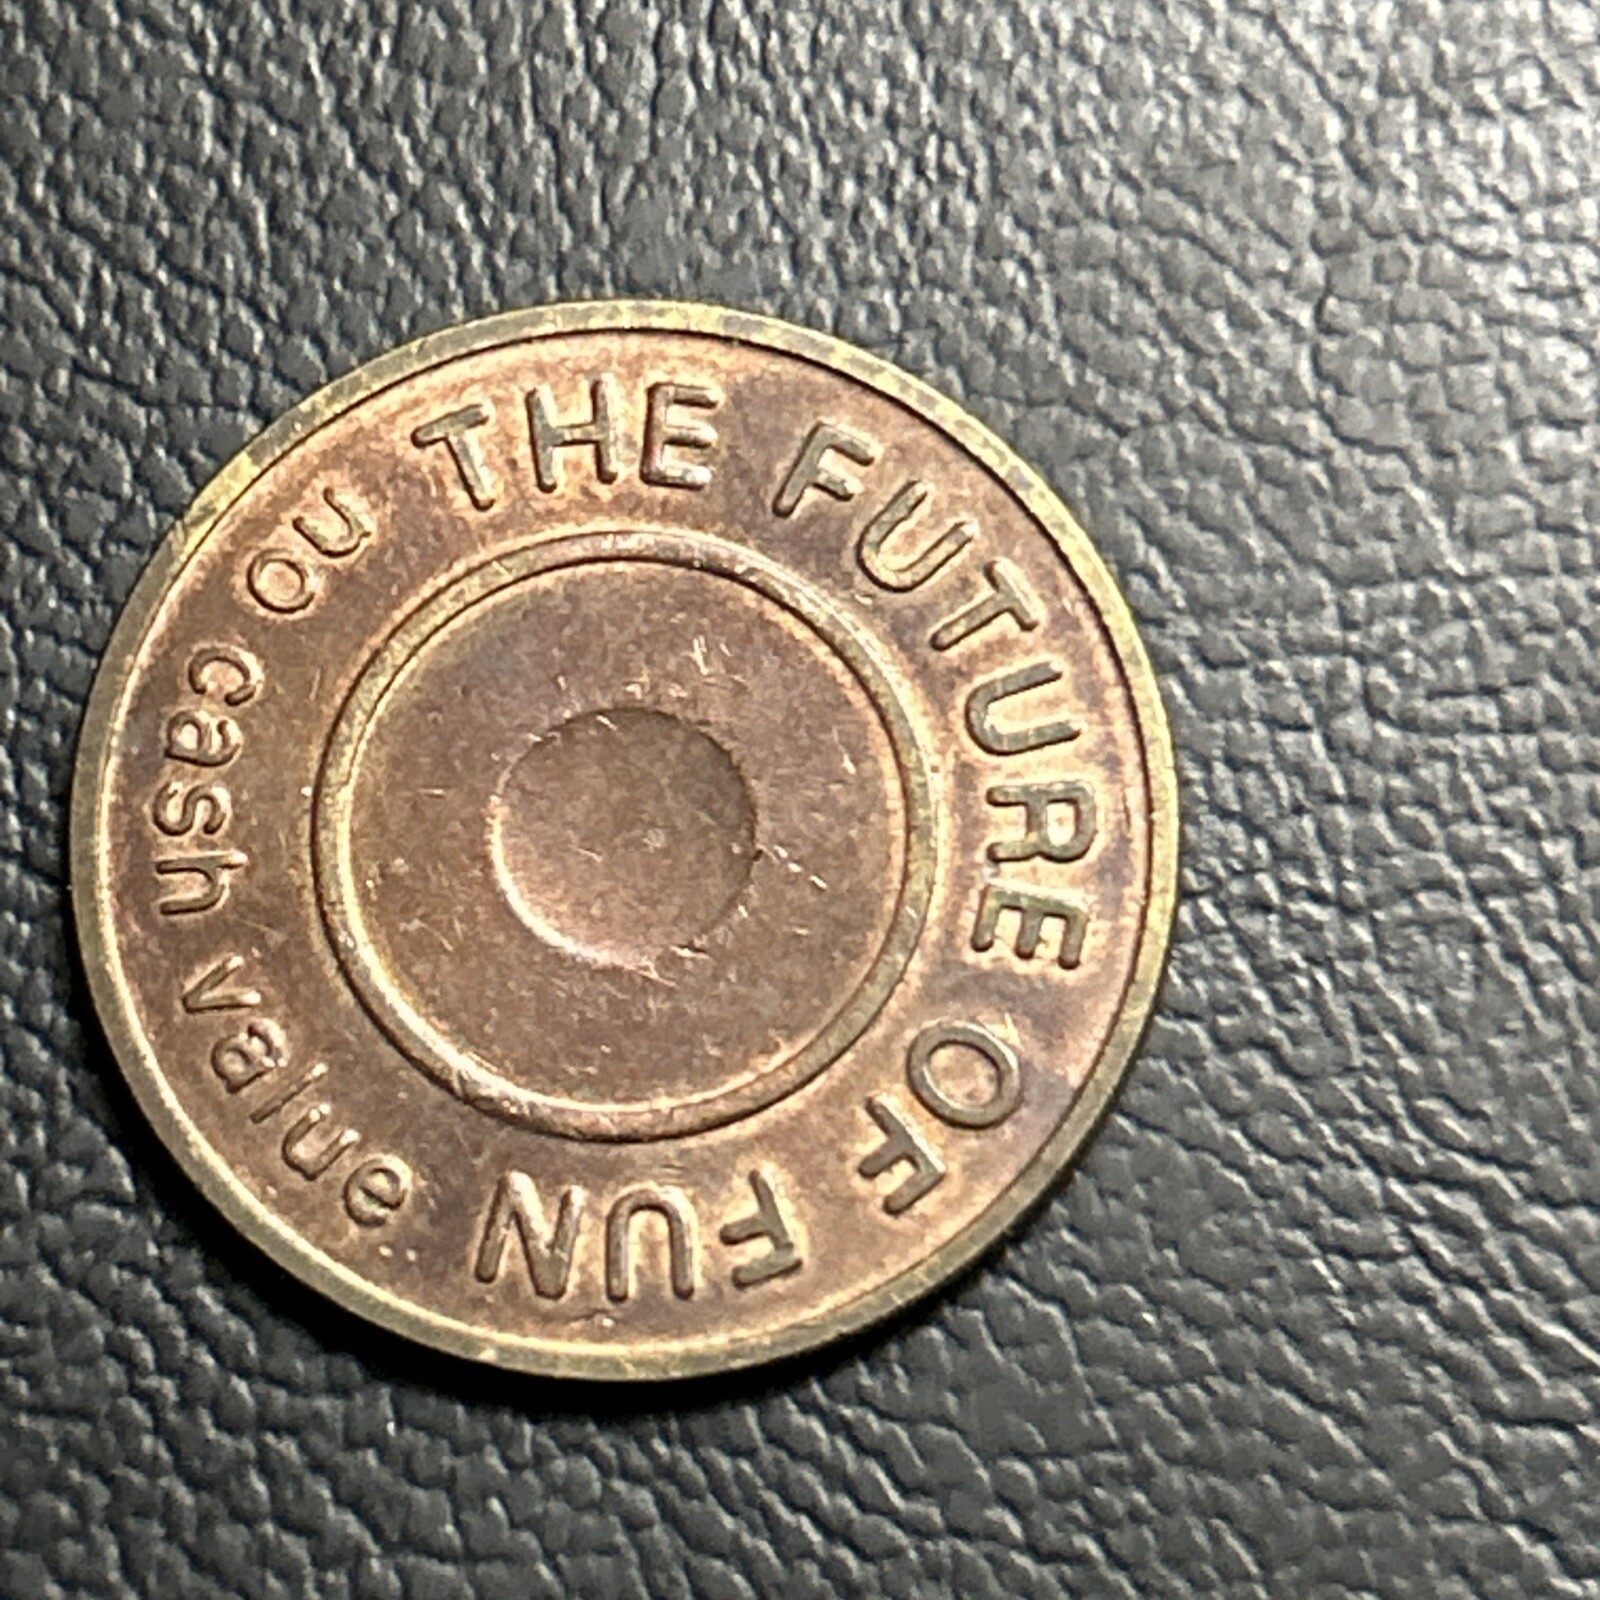 THE FUTURE OF FUN
no cash value